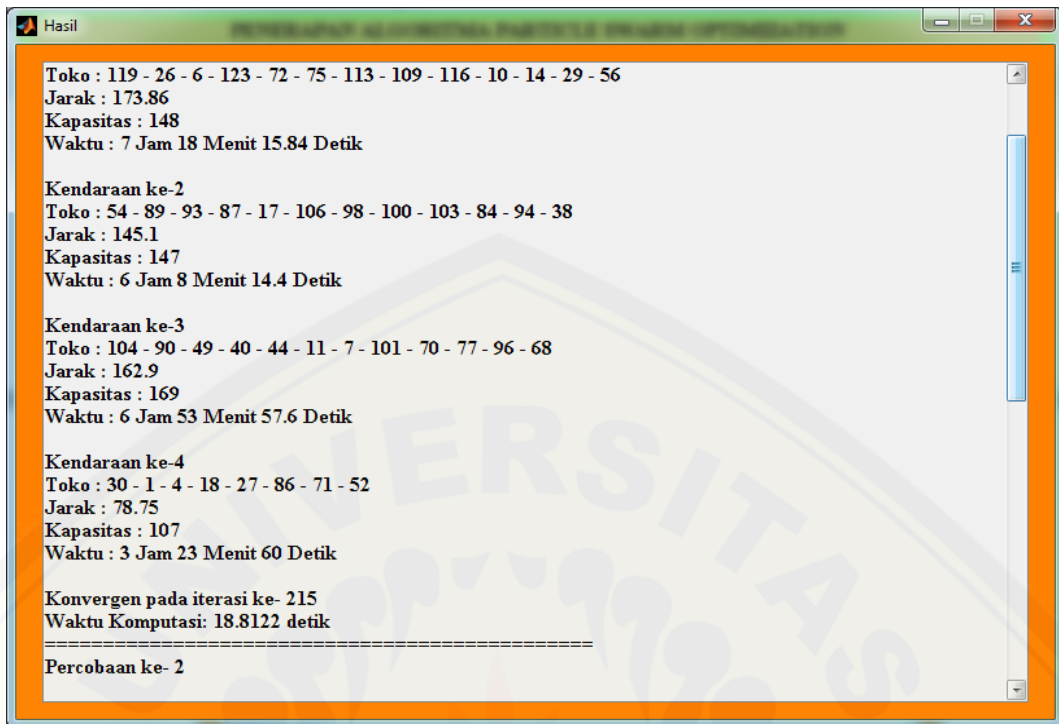 Hasil
PENERAPAN ALGORITMA PARTICLE SWARM OPTIMIZATION
Toko : 119 - 26 - 6 - 123 - 72 - 75 - 113 - 109 - 116 - 10 - 14 - 29 - 56
Jarak : 173.86
Kapasitas : 148
Waktu : 7 Jam 18 Menit 15.84 Detik
Kendaraan ke-2
Toko : 54 - 89 - 93 - 87 - 17 - 106 - 98 - 100 - 103 - 84 - 94 - 38
Jarak : 145.1
Kapasitas : 147
Waktu : 6 Jam 8 Menit 14.4 Detik
Kendaraan ke-3
Toko : 104 - 90 - 49 - 40 - 44 - 11 - 7 - 101 - 70 - 77 - 96 - 68
Jarak : 162.9
Kapasitas : 169
Waktu : 6 Jam 53 Menit 57.6 Detik
Kendaraan ke-4
Toko : 30 - 1 - 4 - 18 - 27 - 86 - 71 - 52
Jarak : 78.75
Kapasitas : 107
Waktu : 3 Jam 23 Menit 60 Detik
Konvergen pada iterasi ke- 215
Waktu Komputasi: 18.8122 detik
===============================================
Percobaan ke- 2
UNIVERSITAS